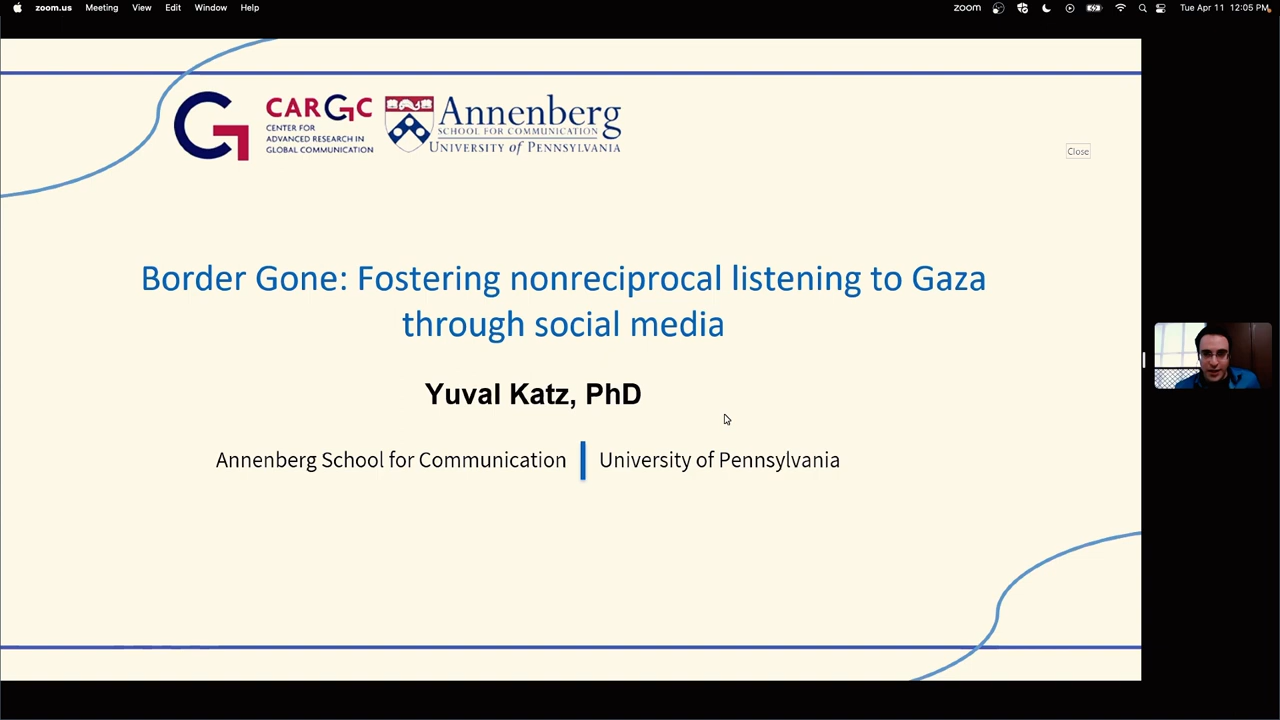 zoom.us Meeting View Edit Window Help zoom Tue Apr 11 12:05 PM
CARGC
CENTER FOR
ADVANCED RESEARCH IN
GLOBAL COMMUNICATION
Annenberg
SCHOOL FOR COMMUNICATION
UNIVERSITY of PENNSYLVANIA
Close
Border Gone: Fostering nonreciprocal listening to Gaza
through social media
Yuval Katz, PhD
Annenberg School for Communication University of Pennsylvania